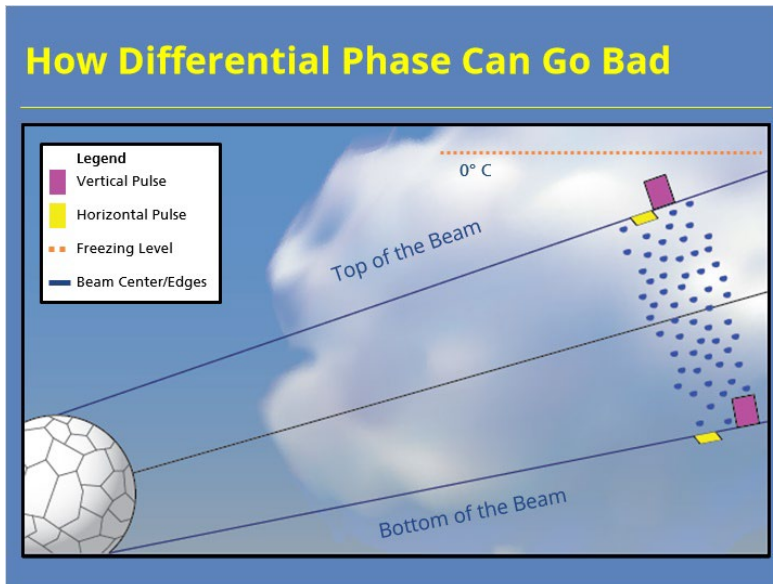 How Differential Phase Can Go Bad
Legend
Vertical Pulse
Horizontal Pulse
Freezing Level
Beam Center/Edges
0° C
Top of the Beam
Bottom of the Beam